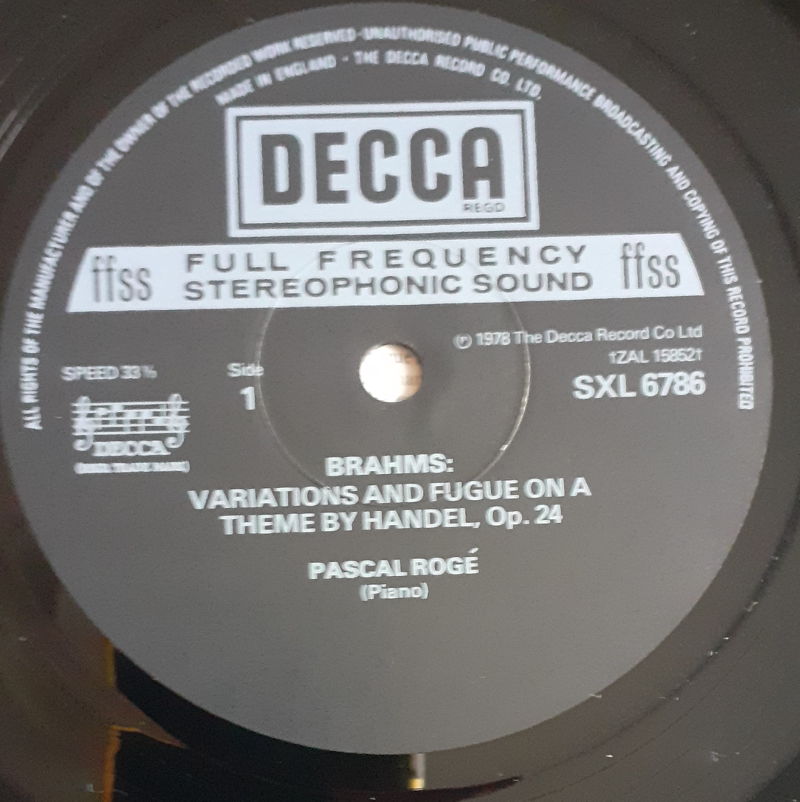 ALL RIGHTS OF THE MANUFACTURER AND OF THE OWNER OF THE RECORDED WORK RESERVED·UNAUTHORISED PUBLIC PERFORMANCE BROADCASTING AND COPYING OF THIS RECORD PROHIBITED
MADE IN ENGLAND · THE DECCA RECORD CO. LTD.
DECCA
REGD
ffss FULL FREQUENCY ffss
STEREOPHONIC SOUND
℗ 1978 The Decca Record Co Ltd
†ZAL 15852†
SPEED 33⅓
Side
1
SXL 6786
DECCA
BRAHMS:
VARIATIONS AND FUGUE ON A
THEME BY HANDEL, Op. 24
PASCAL ROGÉ
(Piano)